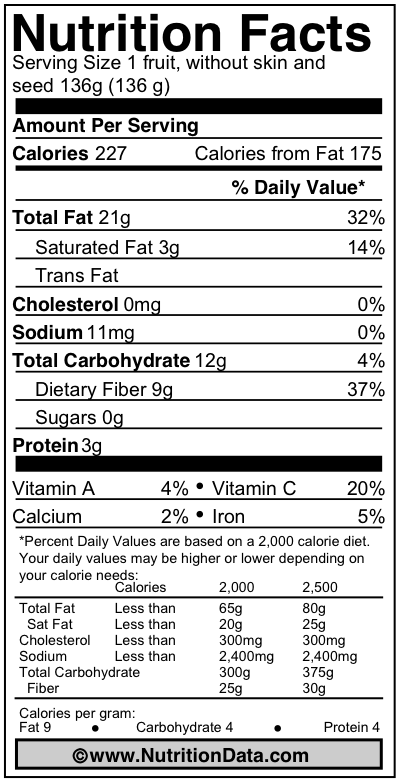 Nutrition Facts
Serving Size 1 fruit, without skin and
seed 136g (136 g)
Amount Per Serving
Calories 227 Calories from Fat 175
% Daily Value*
Total Fat 21g 32%
Saturated Fat 3g 14%
Trans Fat
Cholesterol 0mg 0%
Sodium 11mg 0%
Total Carbohydrate 12g 4%
Dietary Fiber 9g 37%
Sugars 0g
Protein 3g
Vitamin A 4% • Vitamin C 20%
Calcium 2% • Iron 5%
*Percent Daily Values are based on a 2,000 calorie diet.
Your daily values may be higher or lower depending on
your calorie needs:
Calories 2,000 2,500
Total Fat Less than 65g 80g
Sat Fat Less than 20g 25g
Cholesterol Less than 300mg 300mg
Sodium Less than 2,400mg 2,400mg
Total Carbohydrate 300g 375g
Fiber 25g 30g
Calories per gram:
Fat 9 • Carbohydrate 4 • Protein 4
©www.NutritionData.com